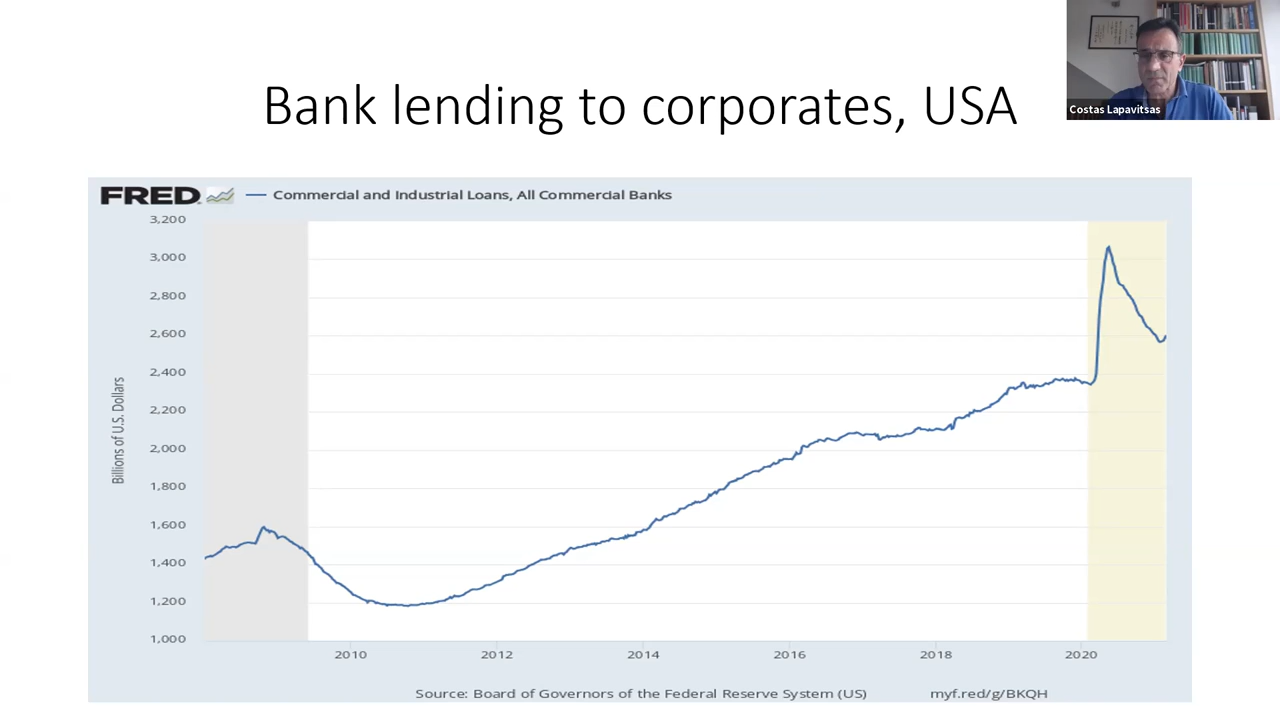 Bank lending to corporates, USA
Costas Lapavitsas
FRED
Commercial and Industrial Loans, All Commercial Banks
3,200
3,000
2,800
2,600
2,400
2,200
2,000
1,800
1,600
1,400
1,200
1,000
Billions of U.S. Dollars
2010 2012 2014 2016 2018 2020
Source: Board of Governors of the Federal Reserve System (US) myf.red/g/BKQH